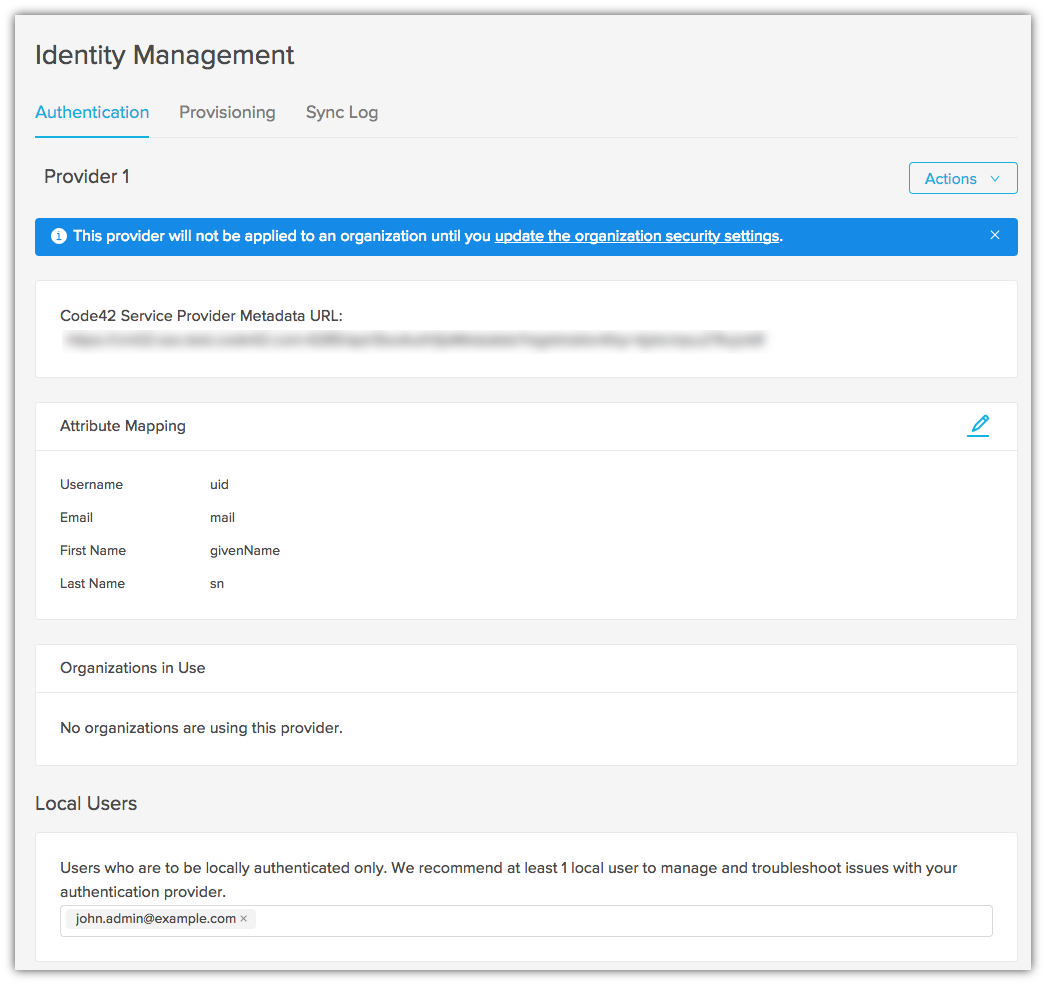 Identity Management
Authentication Provisioning Sync Log
Provider 1
Actions
This provider will not be applied to an organization until you update the organization security settings.
Code42 Service Provider Metadata URL:
Attribute Mapping
Username uid
Email mail
First Name givenName
Last Name sn
Organizations in Use
No organizations are using this provider.
Local Users
Users who are to be locally authenticated only. We recommend at least 1 local user to manage and troubleshoot issues with your
authentication provider.
john.admin@example.com ×